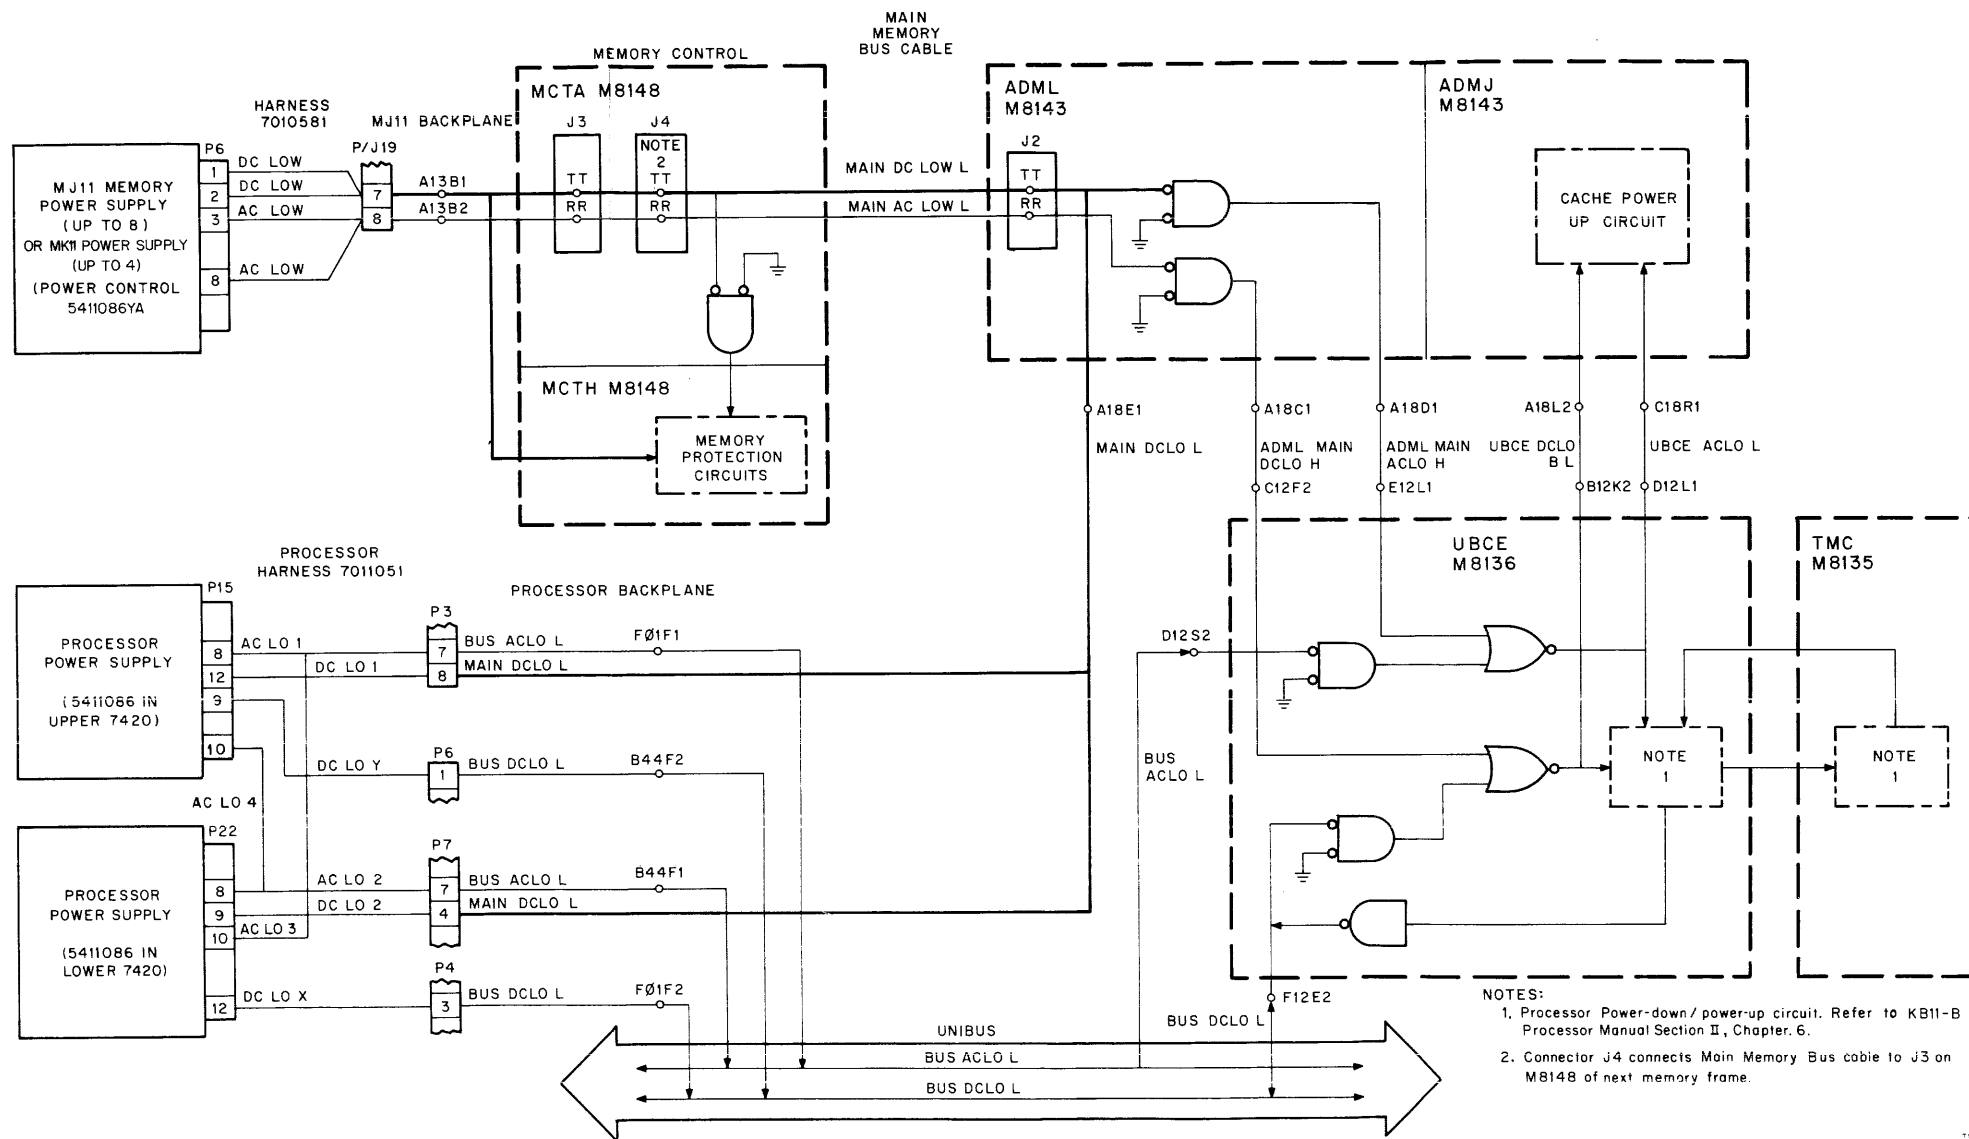 MAIN
MEMORY
BUS CABLE
MEMORY CONTROL
MCTA M8148
HARNESS
7010581
MJ11 BACKPLANE
J3
J4
NOTE
2
TT
TT
RR
RR
P6
P/J19
1
2
3
8
DC LOW
DC LOW
AC LOW
AC LOW
7
8
A13B1
A13B2
MJ11 MEMORY
POWER SUPPLY
(UP TO 8)
OR MK11 POWER SUPPLY
(UP TO 4)
(POWER CONTROL
5411086YA
MAIN DC LOW L
MAIN AC LOW L
ADML
M8143
J2
TT
RR
ADMJ
M8143
CACHE POWER
UP CIRCUIT
MCTH M8148
MEMORY
PROTECTION
CIRCUITS
A18E1
A18C1
A18D1
A18L2
C18R1
MAIN DCLO L
ADML MAIN
DCLO H
ADML MAIN
ACLO H
UBCE DCLO
B L
UBCE ACLO L
C12F2
E12L1
B12K2
D12L1
PROCESSOR
HARNESS 7011051
PROCESSOR BACKPLANE
P15
PROCESSOR
POWER SUPPLY
(5411086 IN
UPPER 7420)
8
12
9
10
AC LO 1
DC LO 1
P3
7
8
BUS ACLO L
MAIN DCLO L
FØ1F1
DC LO Y
P6
1
BUS DCLO L
B44F2
AC LO 4
P22
PROCESSOR
POWER SUPPLY
(5411086 IN
LOWER 7420)
8
9
10
12
AC LO 2
DC LO 2
AC LO 3
DC LO X
P7
7
4
BUS ACLO L
MAIN DCLO L
B44F1
P4
3
BUS DCLO L
FØ1F2
UBCE
M8136
TMC
M8135
D12S2
BUS
ACLO L
NOTE
1
NOTE
1
F12E2
BUS DCLO L
UNIBUS
BUS ACLO L
BUS DCLO L
NOTES:
1. Processor Power-down/power-up circuit. Refer to KB11-B
Processor Manual Section II, Chapter. 6.
2. Connector J4 connects Main Memory Bus cable to J3 on
M8148 of next memory frame.